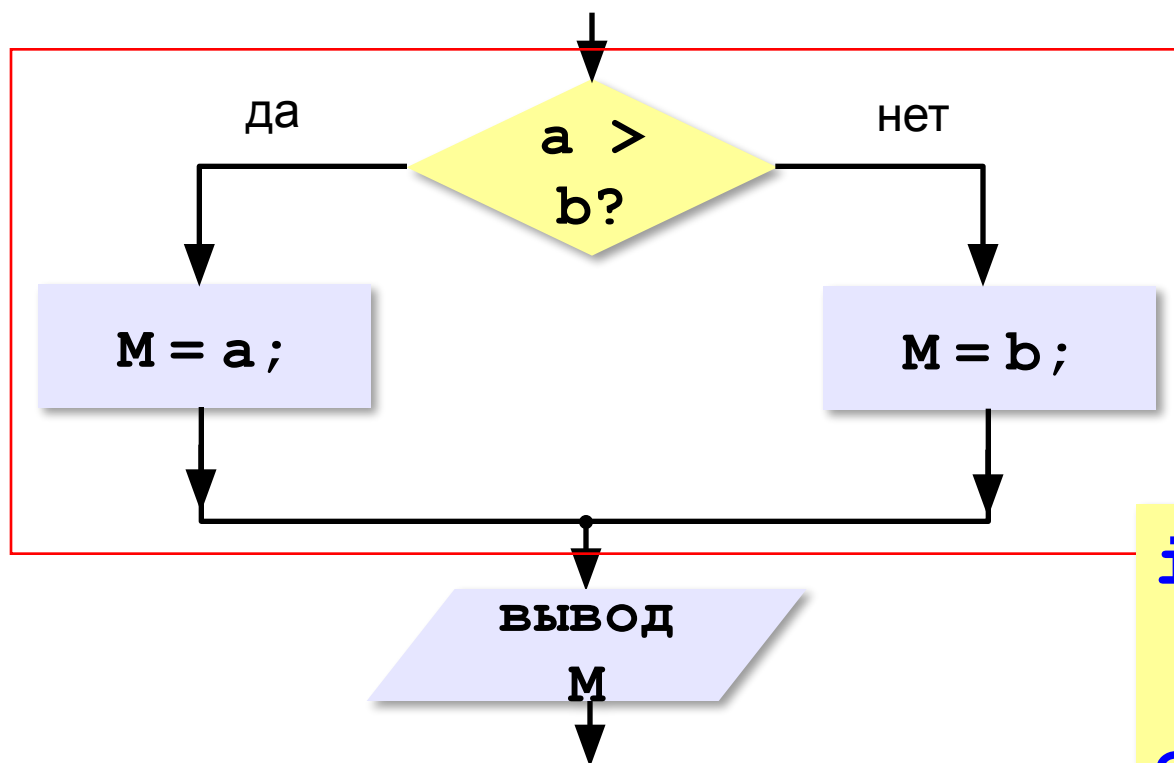 да
a >
b?
нет
M = a;
M = b;
вывод
M